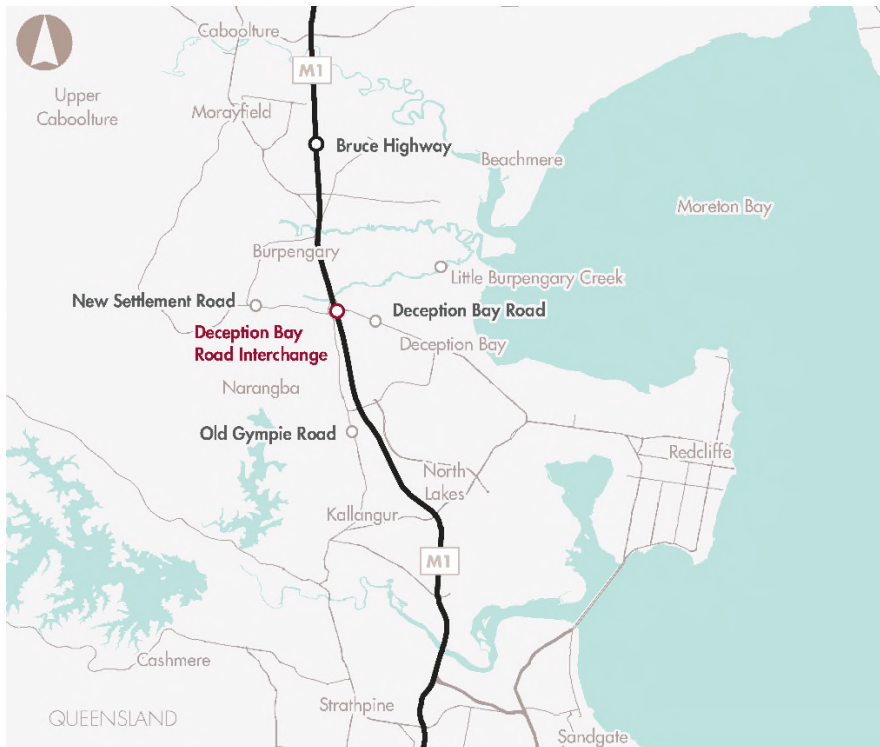 Caboolture
M1
Upper
Caboolture
Morayfield
Bruce Highway
Beachmere
Moreton Bay
Burpengary
Little Burpengary Creek
New Settlement Road
Deception Bay Road
Deception Bay
Road Interchange
Deception Bay
Narangba
Old Gympie Road
North
Lakes
Redcliffe
Kallangur
M1
Cashmere
Strathpine
QUEENSLAND
Sandgate